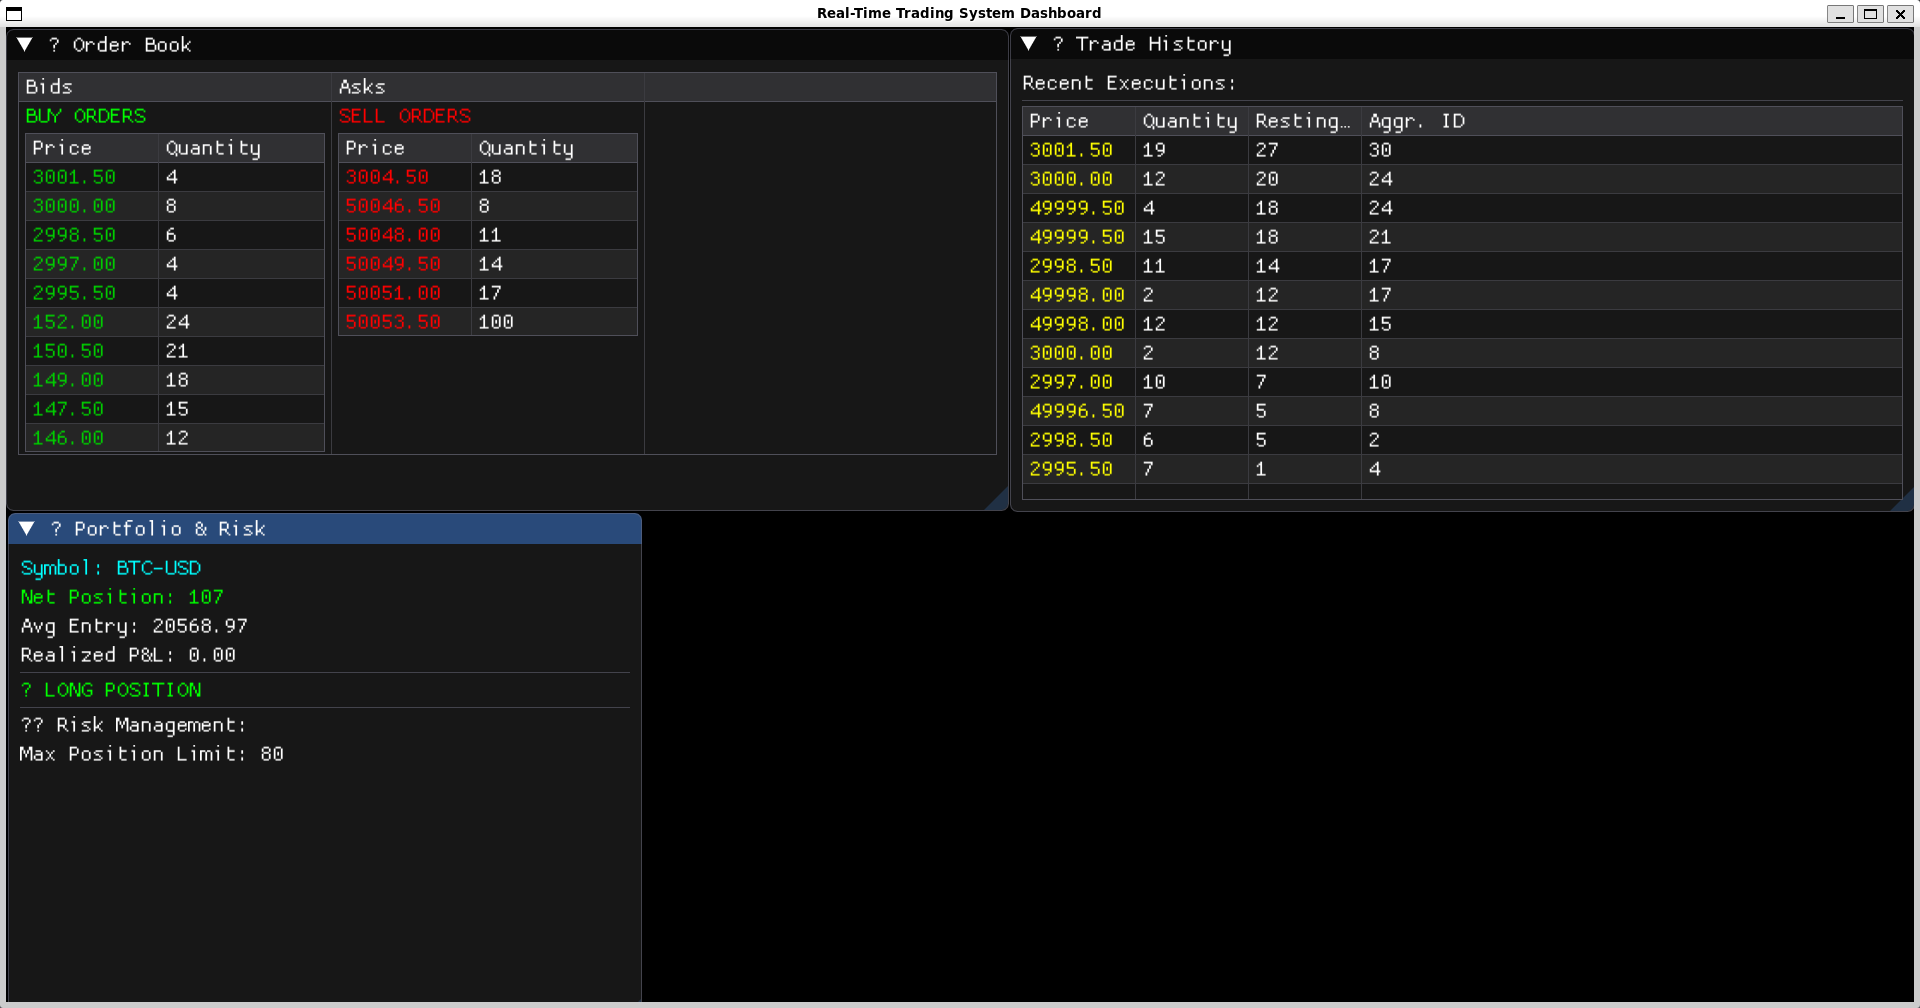 Real-Time Trading System Dashboard
? Order Book
Bids Asks
BUY ORDERS SELL ORDERS
Price Quantity Price Quantity
3001.50 4 3004.50 18
3000.00 8 50046.50 8
2998.50 6 50048.00 11
2997.00 4 50049.50 14
2995.50 4 50051.00 17
152.00 24 50053.50 100
150.50 21
149.00 18
147.50 15
146.00 12
? Trade History
Recent Executions:
Price Quantity Resting… Aggr. ID
3001.50 19 27 30
3000.00 12 20 24
49999.50 4 18 24
49999.50 15 18 21
2998.50 11 14 17
49998.00 2 12 17
49998.00 12 12 15
3000.00 2 12 8
2997.00 10 7 10
49996.50 7 5 8
2998.50 6 5 2
2995.50 7 1 4
? Portfolio & Risk
Symbol: BTC-USD
Net Position: 107
Avg Entry: 20568.97
Realized P&L: 0.00
? LONG POSITION
?? Risk Management:
Max Position Limit: 80